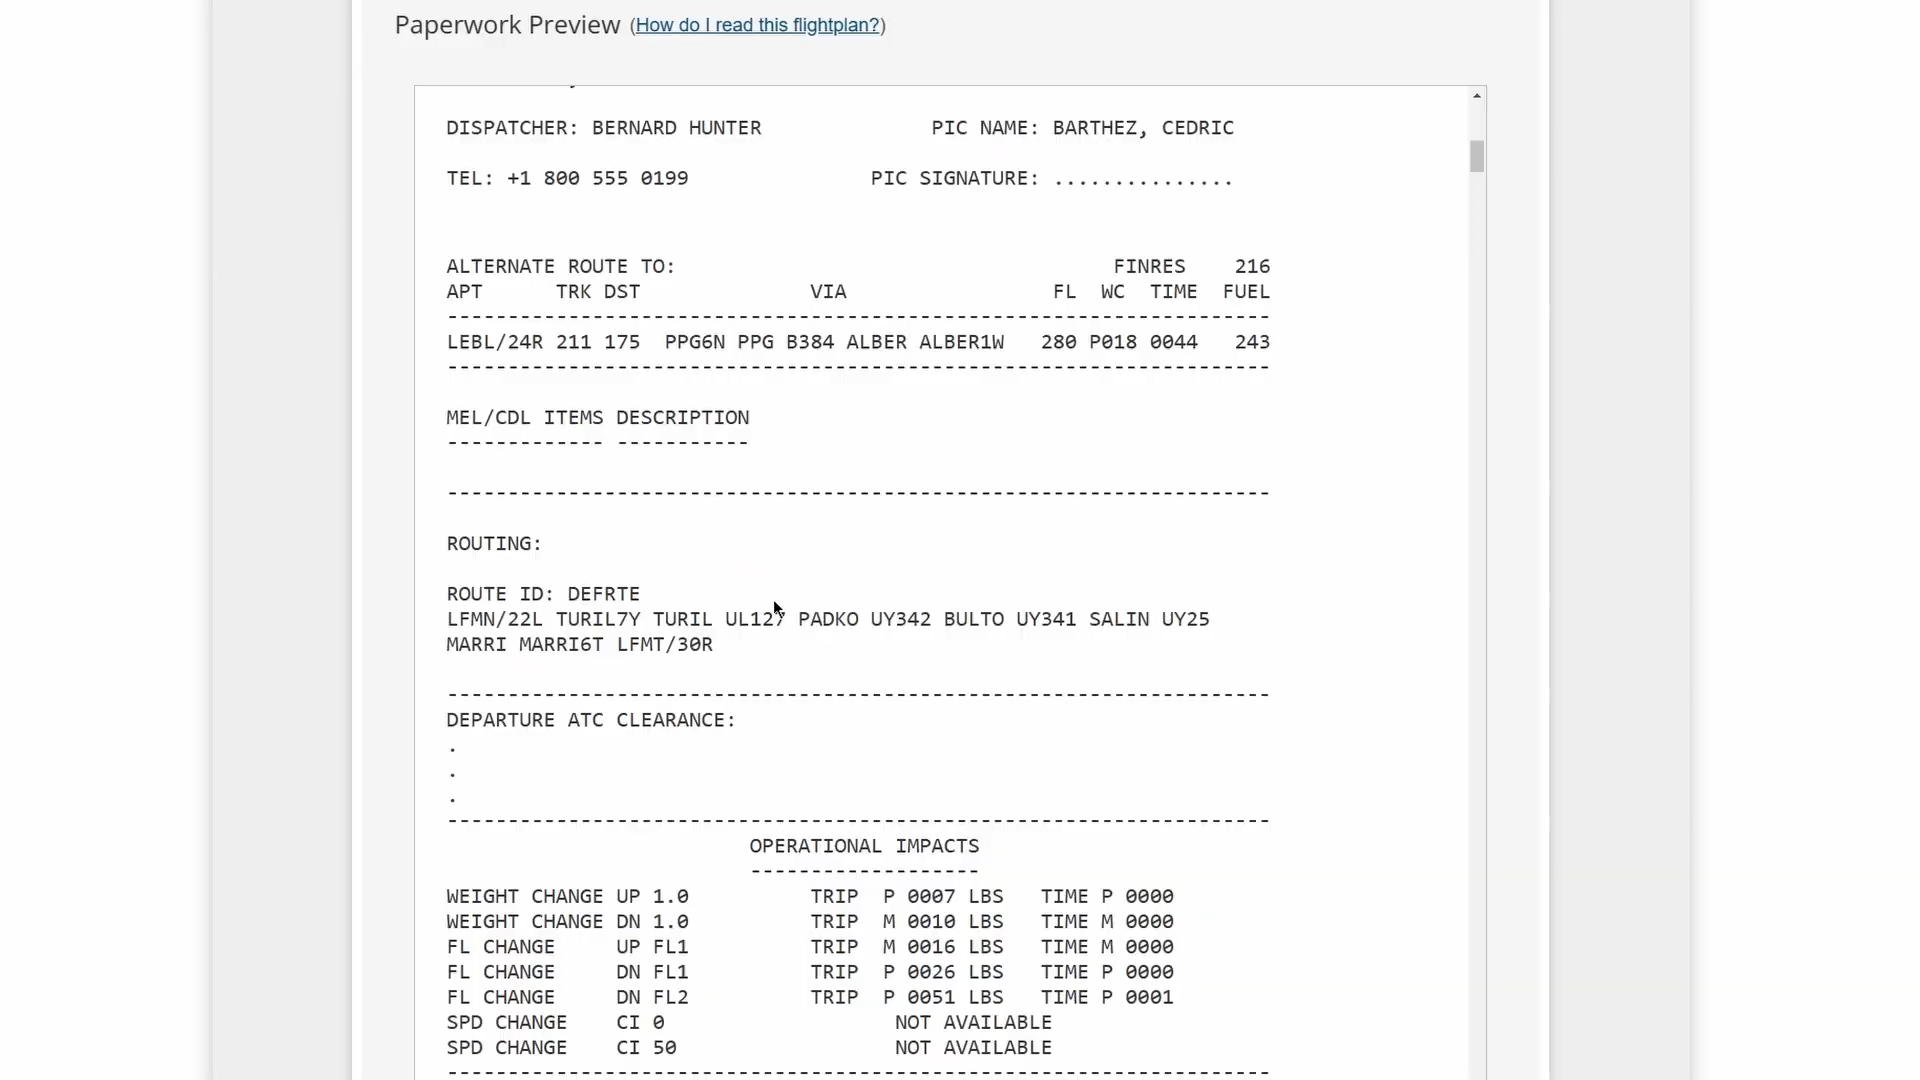 Paperwork Preview (How do I read this flightplan?)
DISPATCHER: BERNARD HUNTER PIC NAME: BARTHEZ, CEDRIC
TEL: +1 800 555 0199 PIC SIGNATURE: ...............
ALTERNATE ROUTE TO: FINRES 216
APT TRK DST VIA FL WC TIME FUEL
--------------------------------------------------------------------
LEBL/24R 211 175 PPG6N PPG B384 ALBER ALBER1W 280 P018 0044 243
--------------------------------------------------------------------
MEL/CDL ITEMS DESCRIPTION
------------- -----------
--------------------------------------------------------------------
ROUTING:
ROUTE ID: DEFRTE
LFMN/22L TURIL7Y TURIL UL127 PADKO UY342 BULTO UY341 SALIN UY25
MARRI MARRI6T LFMT/30R
--------------------------------------------------------------------
DEPARTURE ATC CLEARANCE:
.
.
.
--------------------------------------------------------------------
OPERATIONAL IMPACTS
-------------------
WEIGHT CHANGE UP 1.0 TRIP P 0007 LBS TIME P 0000
WEIGHT CHANGE DN 1.0 TRIP M 0010 LBS TIME M 0000
FL CHANGE UP FL1 TRIP M 0016 LBS TIME M 0000
FL CHANGE DN FL1 TRIP P 0026 LBS TIME P 0000
FL CHANGE DN FL2 TRIP P 0051 LBS TIME P 0001
SPD CHANGE CI 0 NOT AVAILABLE
SPD CHANGE CI 50 NOT AVAILABLE
--------------------------------------------------------------------